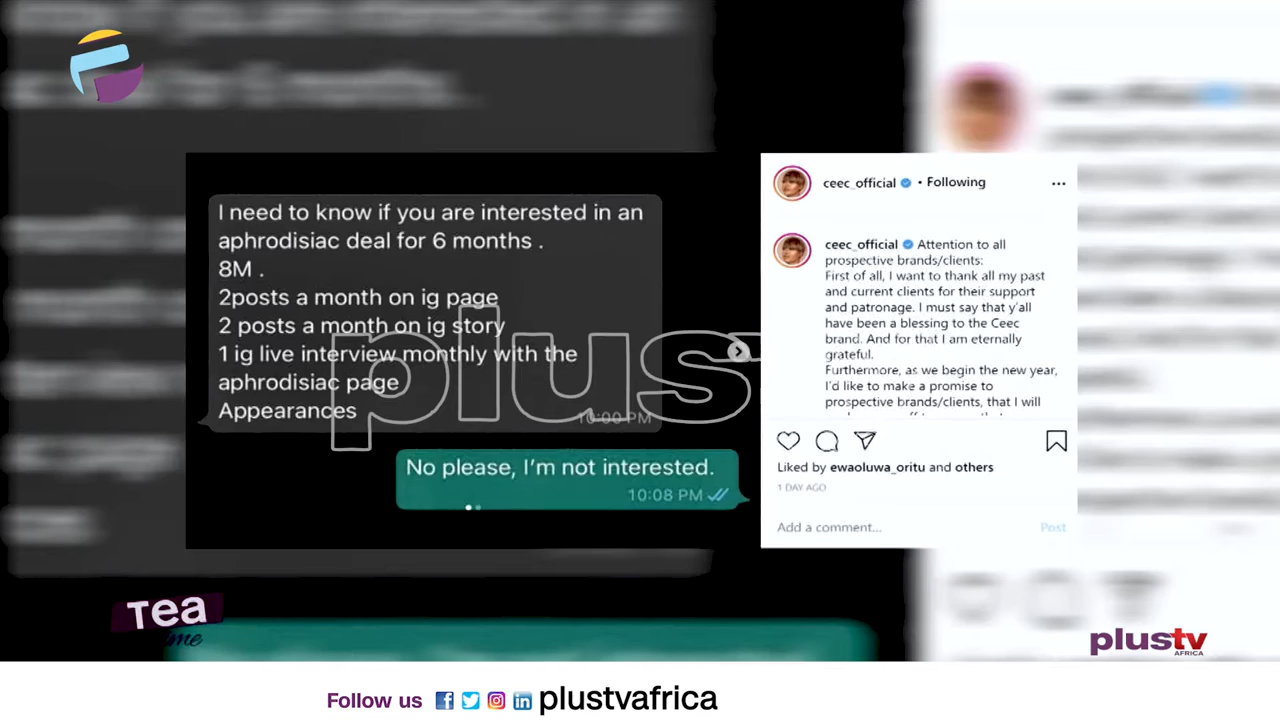 I need to know if you are interested in an
aphrodisiac deal for 6 months .
8M .
2posts a month on ig page
2 posts a month on ig story
1 ig live interview monthly with the
aphrodisiac page
Appearances
10:00 PM
No please, I'm not interested.
10:08 PM
plus
ceec_official • Following
ceec_official Attention to all
prospective brands/clients:
First of all, I want to thank all my past
and current clients for their support
and patronage. I must say that y'all
have been a blessing to the Ceec
brand. And for that I am eternally
grateful.
Furthermore, as we begin the new year,
I'd like to make a promise to
prospective brands/clients, that I will
Liked by ewaoluwa_oritu and others
1 DAY AGO
Add a comment...
Post
Tea
plustv
AFRICA
Follow us plustvafrica